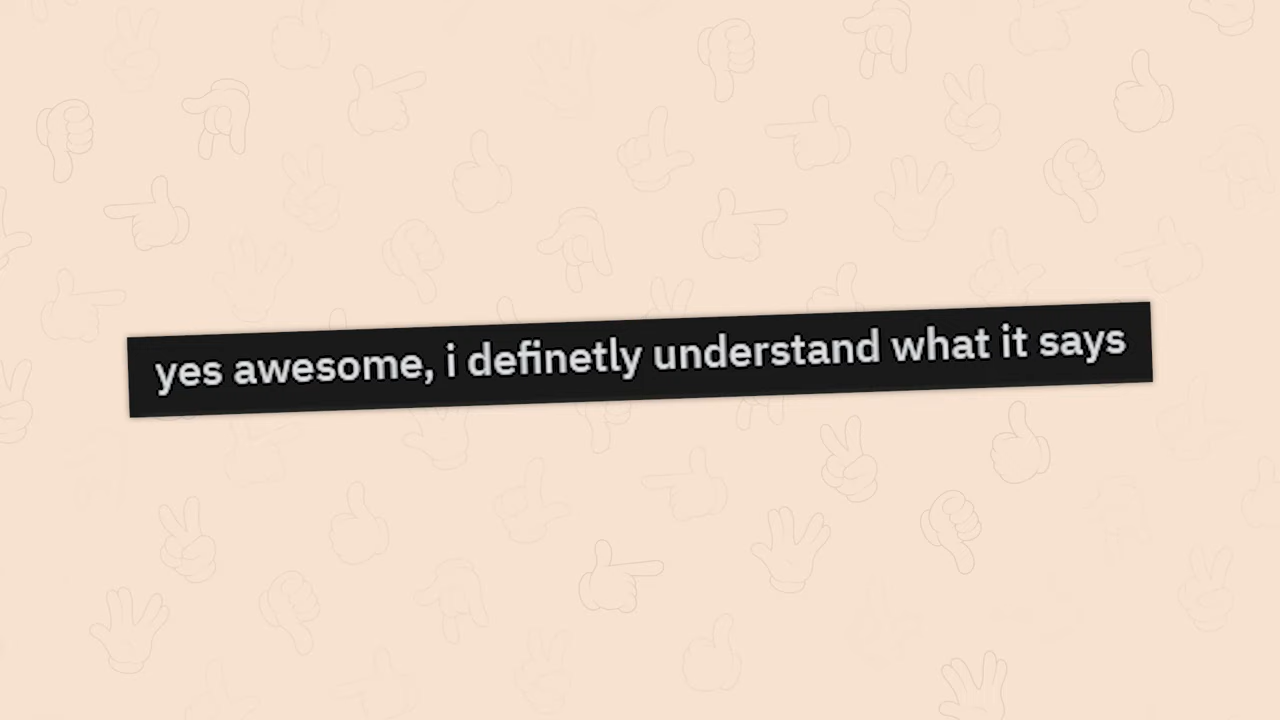 yes awesome, i definetly understand what it says